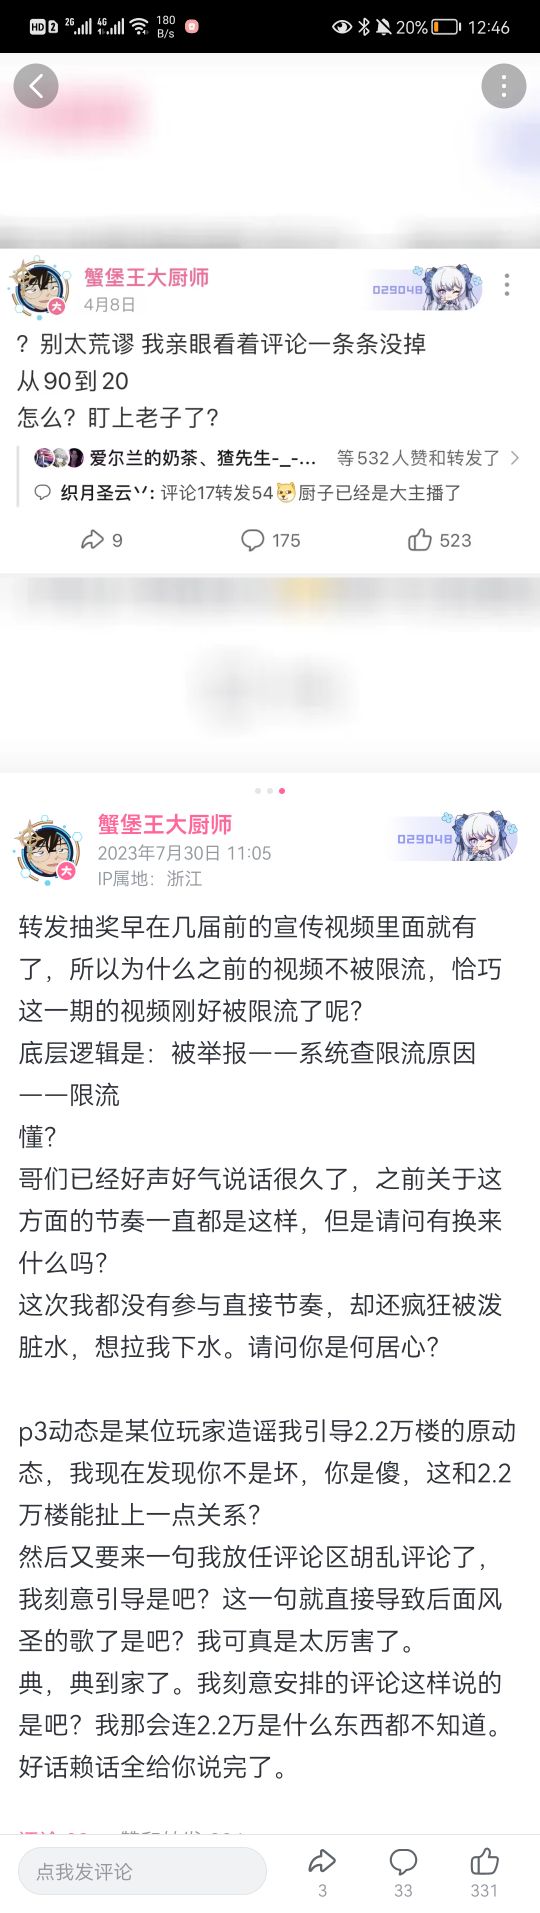 HD 2 2G 4G 180 B/s 20% 12:46
蟹堡王大厨师
4月8日
029048
？别太荒谬 我亲眼看着评论一条条没掉
从90到20
怎么？盯上老子了？
爱尔兰的奶茶、猹先生-_-... 等532人赞和转发了
织月圣云丷: 评论17转发54厨子已经是大主播了
9 175 523
蟹堡王大厨师
2023年7月30日 11:05
IP属地：浙江
029048
转发抽奖早在几届前的宣传视频里面就有
了，所以为什么之前的视频不被限流，恰巧
这一期的视频刚好被限流了呢？
底层逻辑是：被举报——系统查限流原因
——限流
懂？
哥们已经好声好气说话很久了，之前关于这
方面的节奏一直都是这样，但是请问有换来
什么吗？
这次我都没有参与直接节奏，却还疯狂被泼
脏水，想拉我下水。请问你是何居心？
p3动态是某位玩家造谣我引导2.2万楼的原动
态，我现在发现你不是坏，你是傻，这和2.2
万楼能扯上一点关系？
然后又要来一句我放任评论区胡乱评论了，
我刻意引导是吧？这一句就直接导致后面风
圣的歌了是吧？我可真是太厉害了。
典，典到家了。我刻意安排的评论这样说的
是吧？我那会连2.2万是什么东西都不知道。
好话赖话全给你说完了。
点我发评论
3 33 331